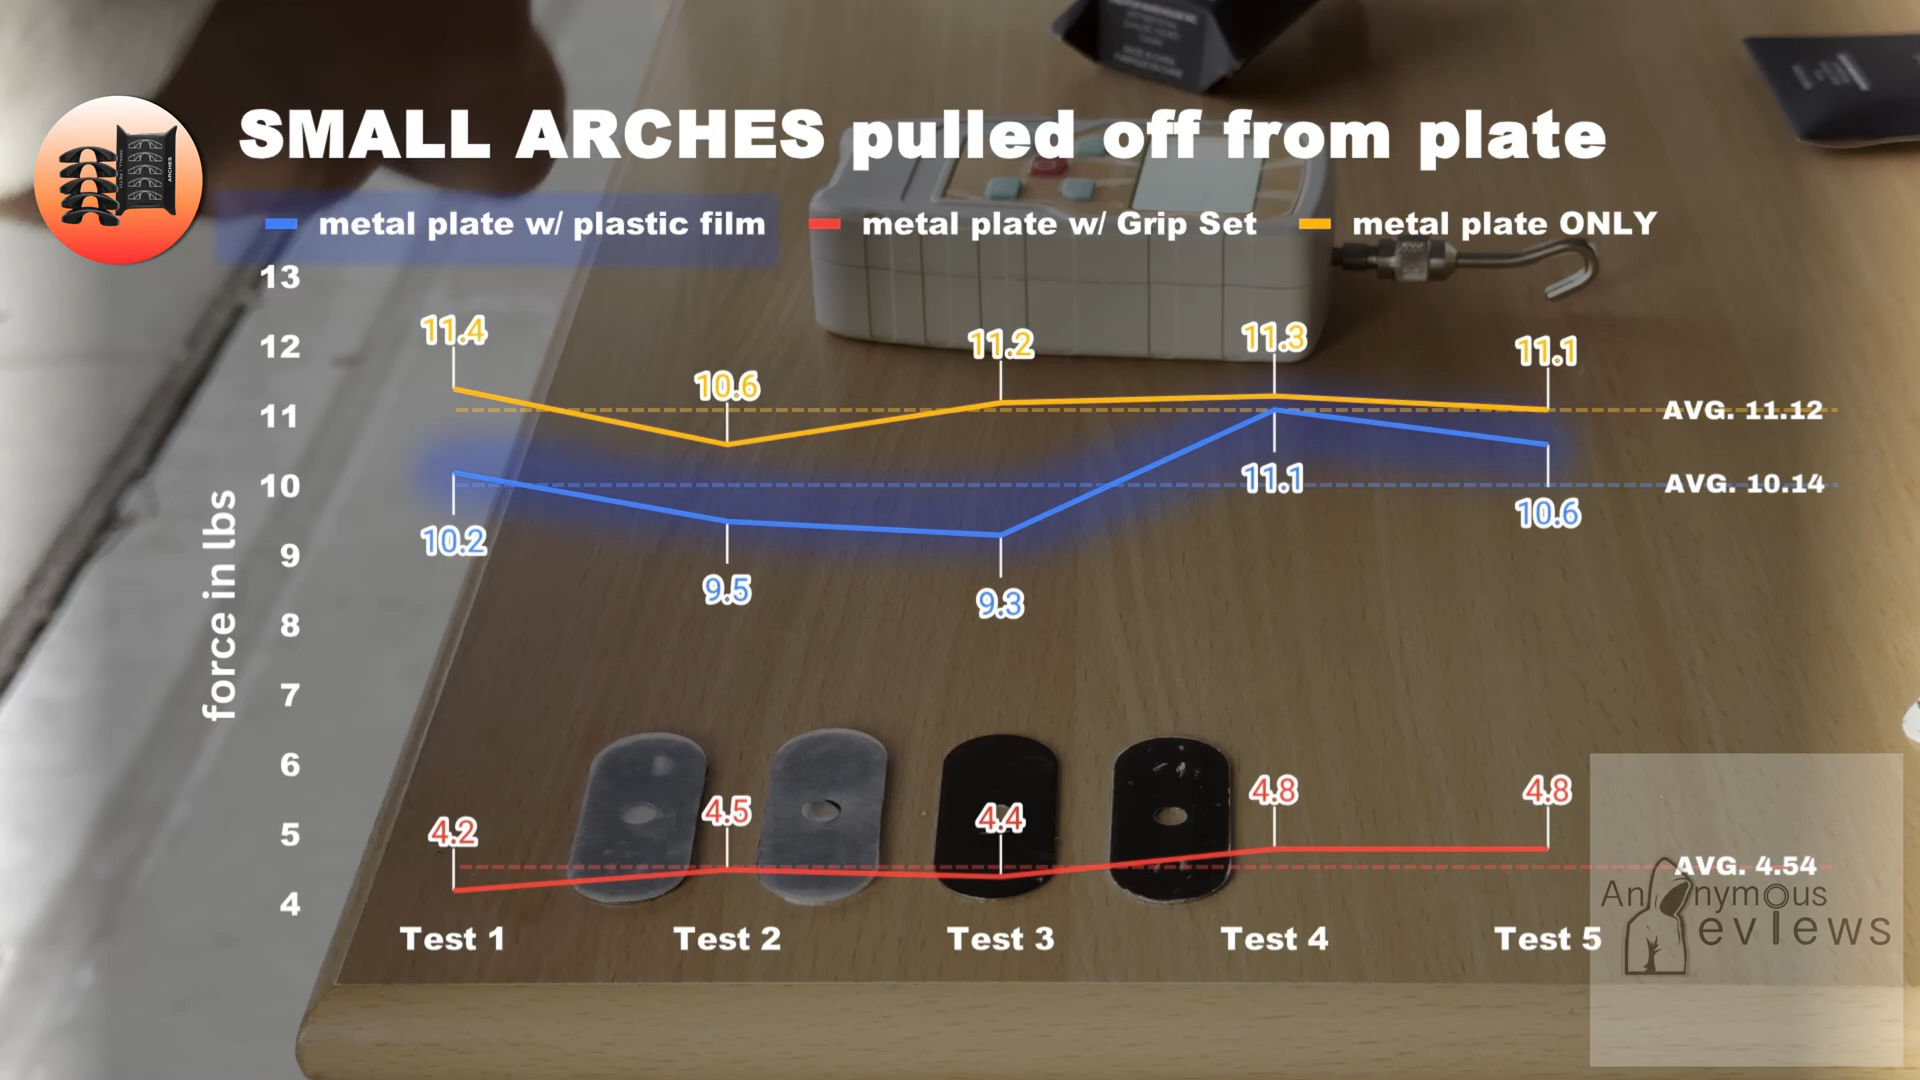 SMALL ARCHES pulled off from plate
metal plate w/ plastic film metal plate w/ Grip Set metal plate ONLY
force in lbs
13
12
11
10
9
8
7
6
5
4
11.4
10.6
11.2
11.3
11.1
AVG. 11.12
10.2
9.5
9.3
11.1
10.6
AVG. 10.14
4.2
4.5
4.4
4.8
4.8
AVG. 4.54
Test 1 Test 2 Test 3 Test 4 Test 5
Anonymous
Reviews
ARCHES